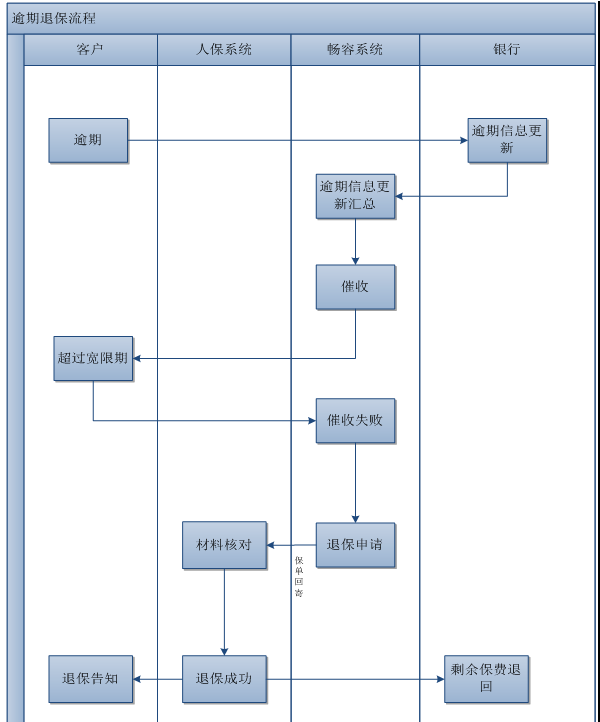 逾期退保流程
客户
人保系统
畅容系统
银行
逾期
逾期信息更
新
逾期信息更
新汇总
催收
超过宽限期
催收失败
材料核对
退保申请
保
单
回
寄
退保告知
退保成功
剩余保费退
回